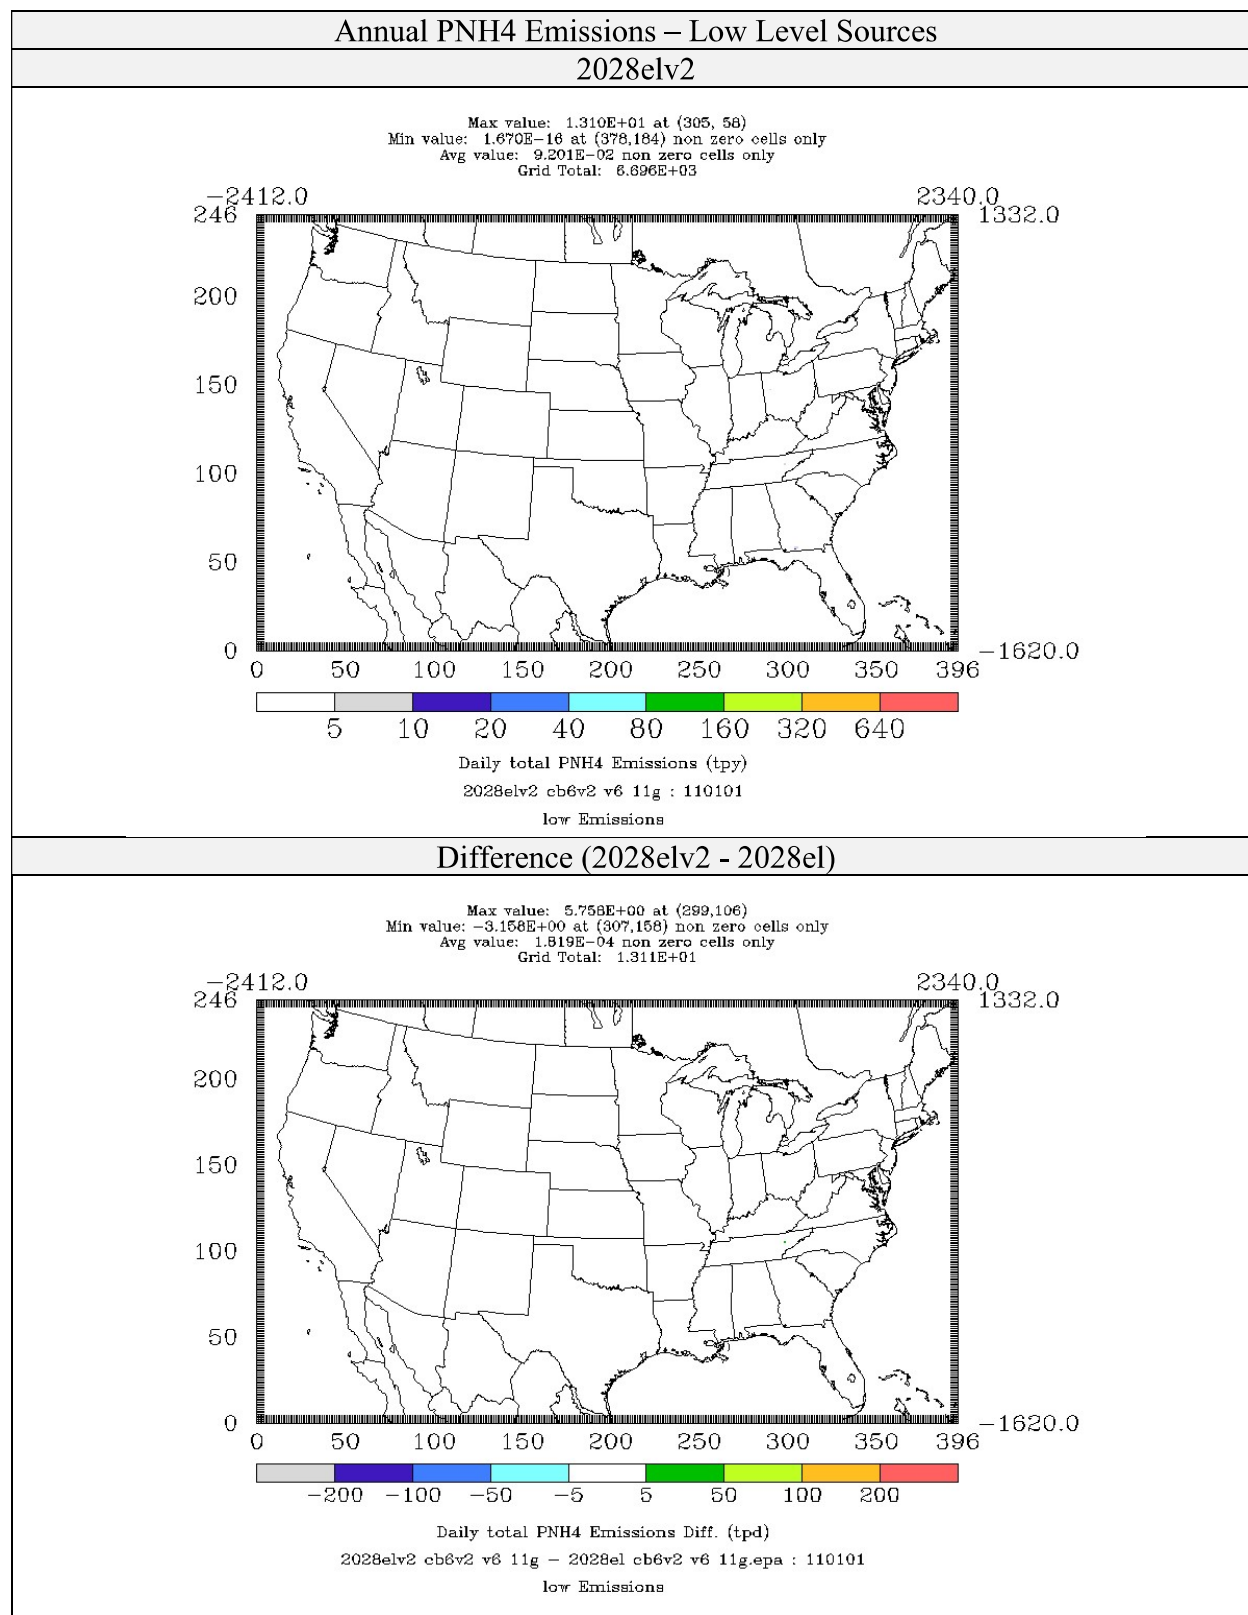 Annual PNH4 Emissions – Low Level Sources
2028elv2
Max value: 1.310E+01 at (305, 58)
Min value: 1.670E−16 at (378,184) non zero cells only
Avg value: 9.201E−02 non zero cells only
Grid Total: 6.696E+03
−2412.0 2340.0
246 1332.0
200
150
100
50
0 −1620.0
0 50 100 150 200 250 300 350 396
5 10 20 40 80 160 320 640
Daily total PNH4 Emissions (tpy)
2028elv2 cb6v2 v6 11g : 110101
low Emissions
Difference (2028elv2 - 2028el)
Max value: 5.758E+00 at (299,106)
Min value: −3.158E+00 at (307,158) non zero cells only
Avg value: 1.819E−04 non zero cells only
Grid Total: 1.311E+01
−2412.0 2340.0
246 1332.0
200
150
100
50
0 −1620.0
0 50 100 150 200 250 300 350 396
−200 −100 −50 −5 5 50 100 200
Daily total PNH4 Emissions Diff. (tpd)
2028elv2 cb6v2 v6 11g − 2028el cb6v2 v6 11g.epa : 110101
low Emissions